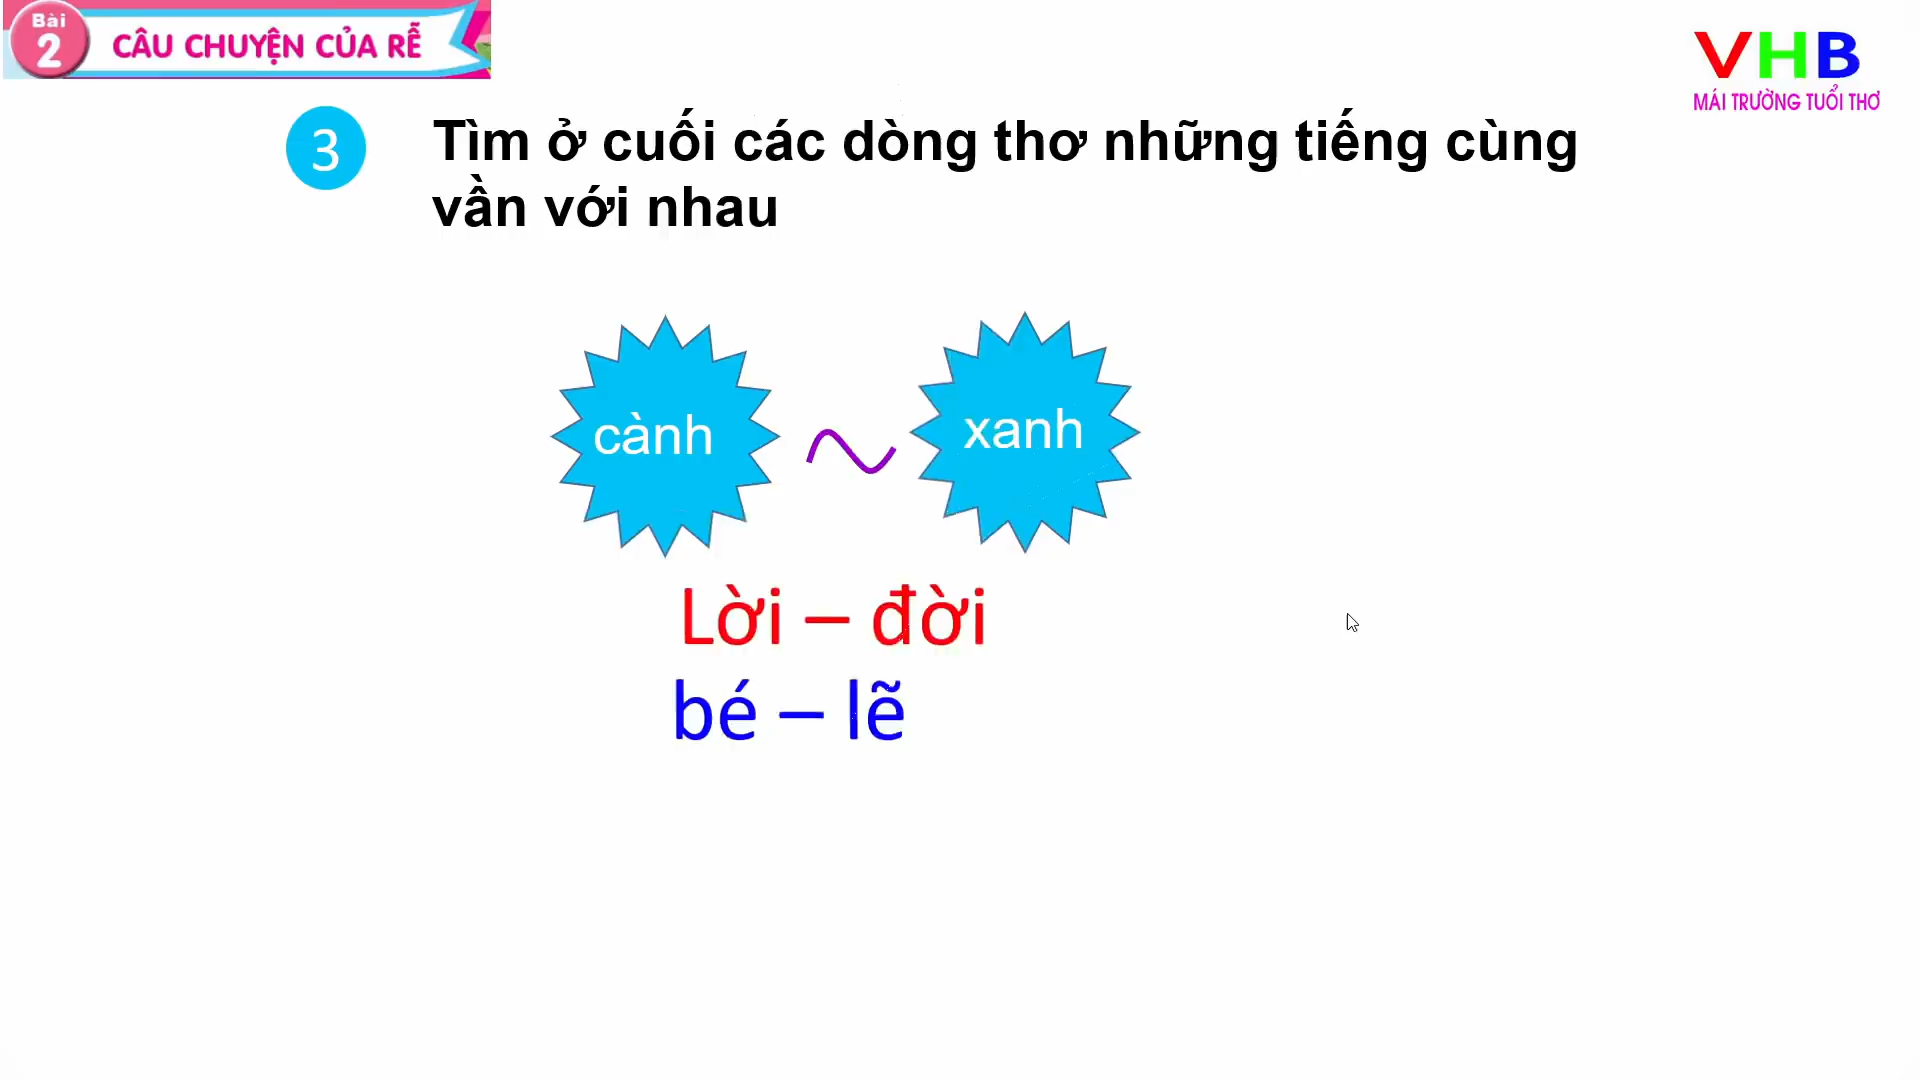 Bài
2
CÂU CHUYỆN CỦA RỄ
VHB
MÁI TRƯỜNG TUỔI THƠ
3
Tìm ở cuối các dòng thơ những tiếng cùng
vần với nhau
cành
xanh
Lời – đời
bé – lẽ